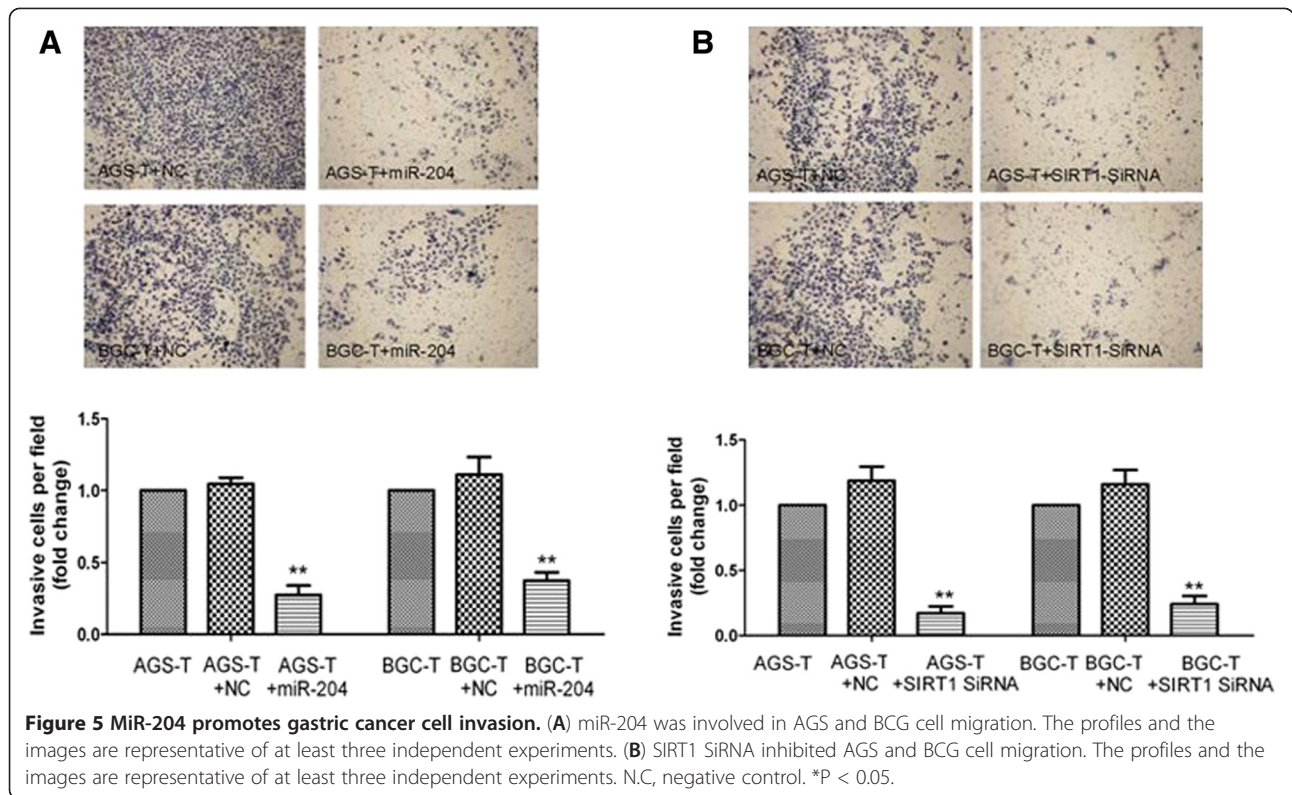 A
B
AGS-T+NC
AGS-T+miR-204
AGS-T+NC
AGS-T+SIRT1-SiRNA
BGC-T+NC
BGC-T+miR-204
BGC-T+NC
BGC-T+SIRT1-SiRNA
Invasive cells per field
(fold change)
1.5
1.0
0.5
0.0
**
**
AGS-T
AGS-T
+NC
AGS-T
+miR-204
BGC-T
BGC-T
+NC
BGC-T
+miR-204
Invasive cells per field
(fold change)
1.5
1.0
0.5
0.0
**
**
AGS-T
AGS-T
+NC
AGS-T
+SIRT1 SiRNA
BGC-T
BGC-T
+NC
BGC-T
+SIRT1 SiRNA
Figure 5 MiR-204 promotes gastric cancer cell invasion. (A) miR-204 was involved in AGS and BCG cell migration. The profiles and the
images are representative of at least three independent experiments. (B) SIRT1 SiRNA inhibited AGS and BCG cell migration. The profiles and the
images are representative of at least three independent experiments. N.C, negative control. *P < 0.05.